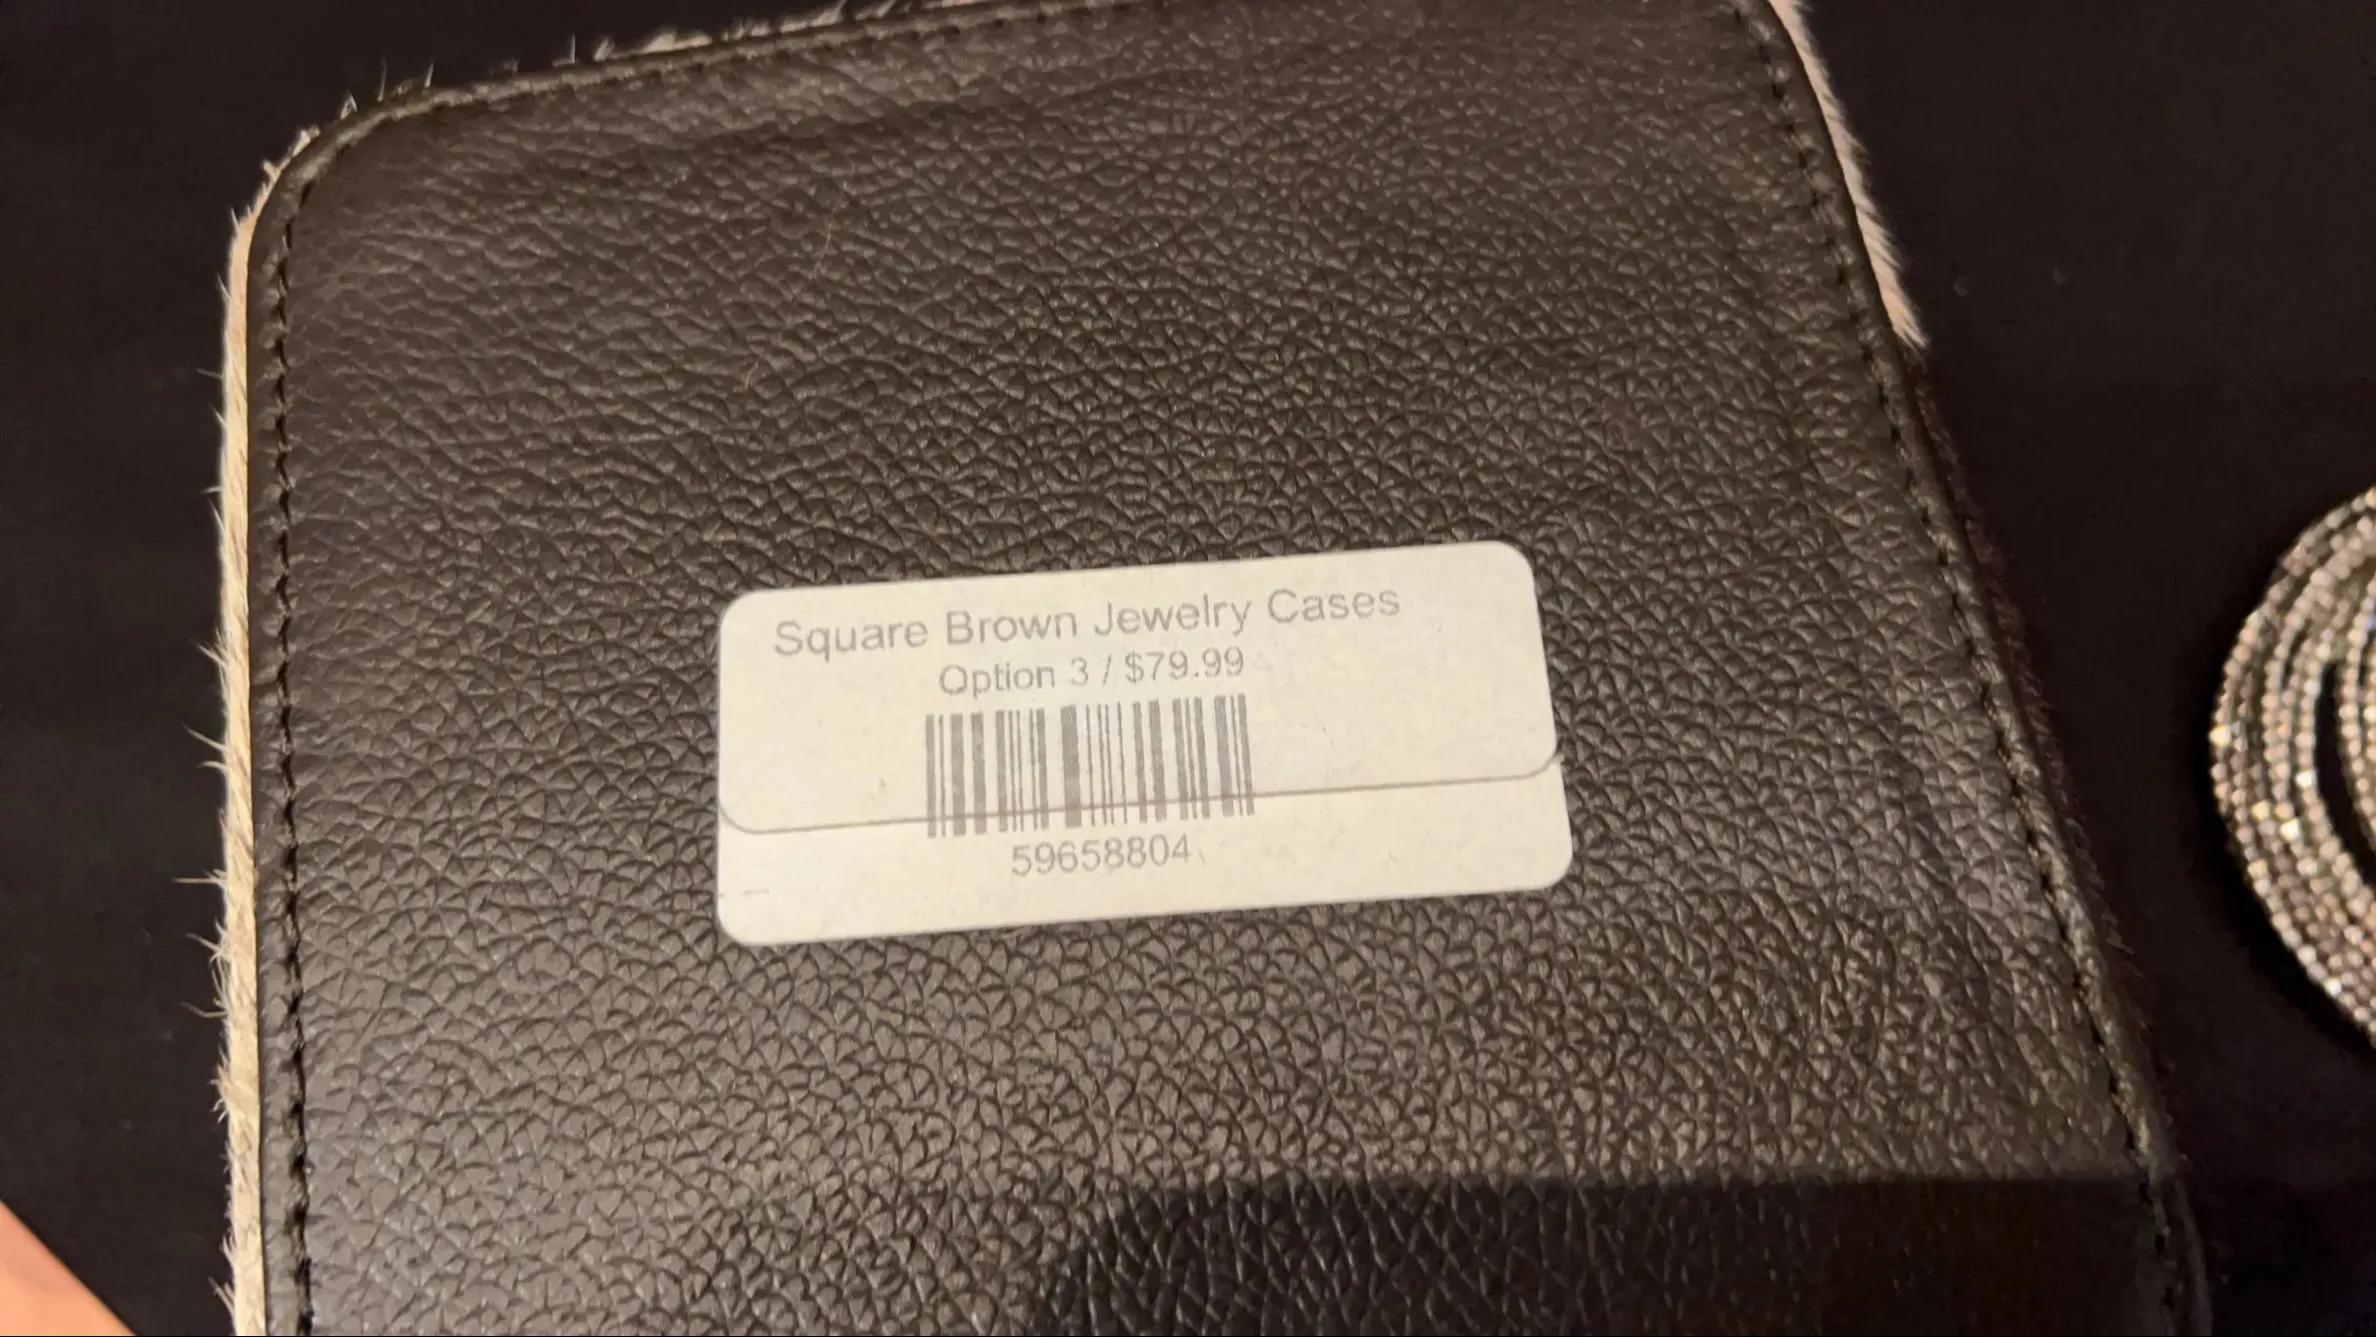 Square Brown Jewelry Cases
Option 3 / $79.99
59658804